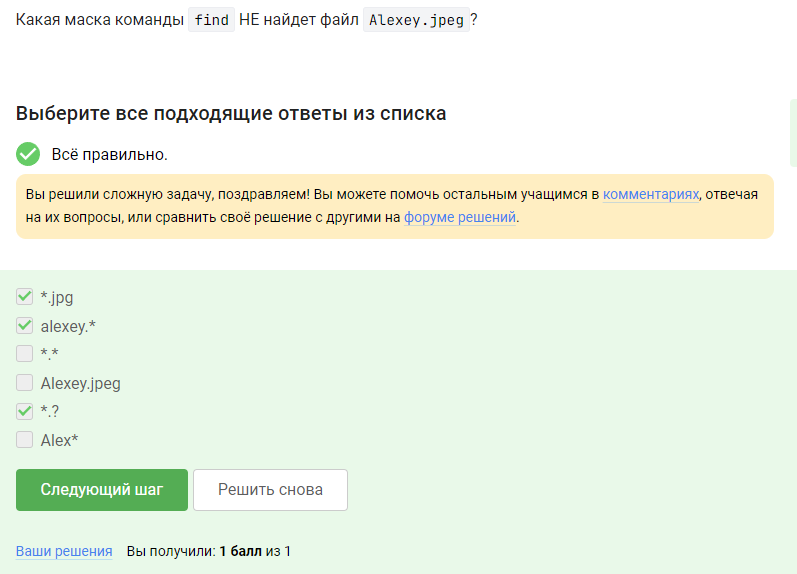 Какая маска команды find НЕ найдет файл Alexey.jpeg?
Выберите все подходящие ответы из списка
Всё правильно.
Вы решили сложную задачу, поздравляем! Вы можете помочь остальным учащимся в комментариях, отвечая
на их вопросы, или сравнить своё решение с другими на форуме решений.
*.jpg
alexey.*
*.*
Alexey.jpeg
*.?
Alex*
Следующий шаг Решить снова
Ваши решения Вы получили: 1 балл из 1